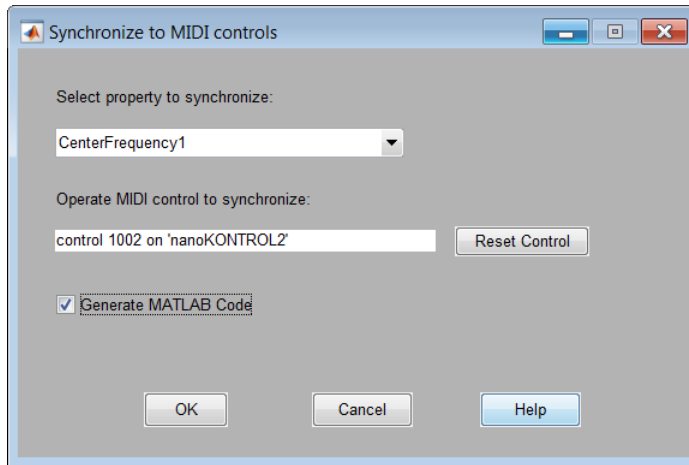 Synchronize to MIDI controls
Select property to synchronize:
CenterFrequency1
Operate MIDI control to synchronize:
control 1002 on 'nanoKONTROL2'
Reset Control
Generate MATLAB Code
OK
Cancel
Help